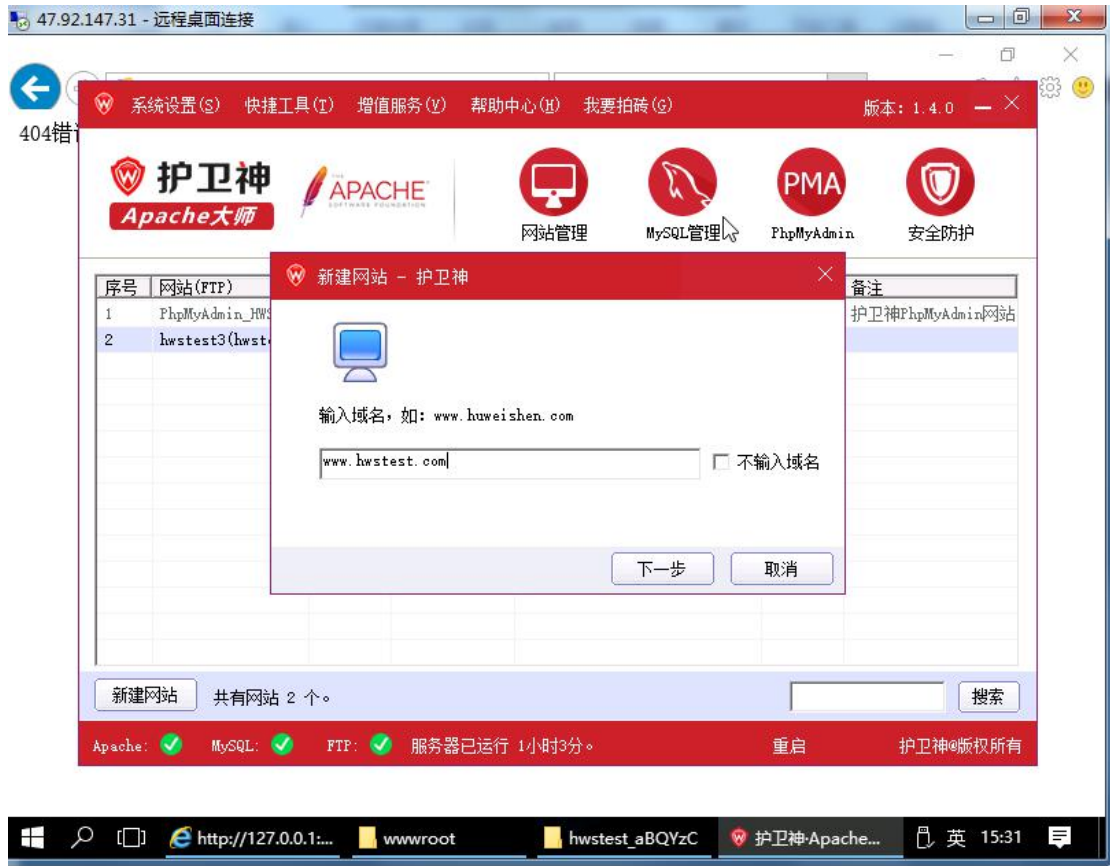 47.92.147.31 - 远程桌面连接
404错
系统设置(S) 快捷工具(T) 增值服务(V) 帮助中心(H) 我要拍砖(G) 版本: 1.4.0
护卫神
Apache大师
THE
APACHE
SOFTWARE FOUNDATION
PMA
网站管理 MySQL管理 PhpMyAdmin 安全防护
序号 网站(FTP) 备注
1 PhpMyAdmin_HWS 护卫神PhpMyAdmin网站
2 hwstest3(hwst
新建网站 - 护卫神
输入域名，如: www.huweishen.com
www.hwstest.com 不输入域名
下一步 取消
新建网站 共有网站 2 个。 搜索
Apache: MySQL: FTP: 服务器已运行 1小时3分。 重启 护卫神@版权所有
http://127.0.0.1:... wwwroot hwstest_aBQYzC 护卫神·Apache... 英 15:31